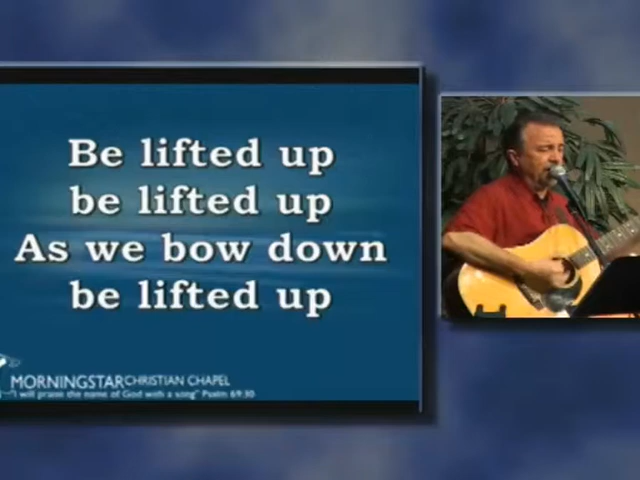 Be lifted up
be lifted up
As we bow down
be lifted up
MORNINGSTAR CHRISTIAN CHAPEL
"I will praise the name of God with a song" Psalm 69:30